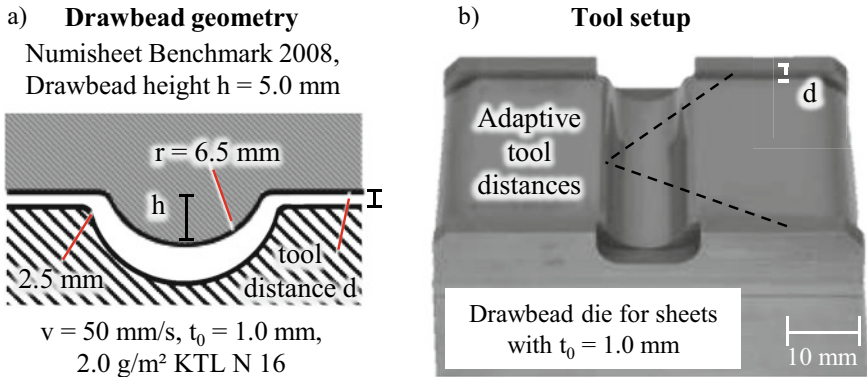 a) Drawbead geometry
Numisheet Benchmark 2008,
Drawbead height h = 5.0 mm
r = 6.5 mm
h
2.5 mm
tool
distance d
v = 50 mm/s, t₀ = 1.0 mm,
2.0 g/m² KTL N 16
b) Tool setup
d
Adaptive
tool
distances
Drawbead die for sheets
with t₀ = 1.0 mm
10 mm